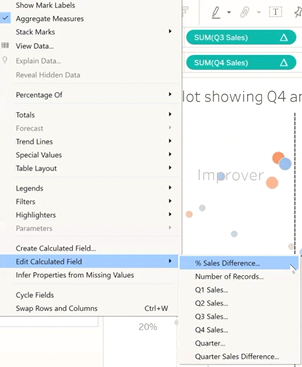 Show Mark Labels
Aggregate Measures
Stack Marks
View Data...
Explain Data...
Reveal Hidden Data
Percentage Of
Totals
Forecast
Trend Lines
Special Values
Table Layout
Legends
Filters
Highlighters
Parameters
Create Calculated Field...
Edit Calculated Field
Infer Properties from Missing Values
Cycle Fields
Swap Rows and Columns Ctrl+W
T
SUM(Q3 Sales)
SUM(Q4 Sales)
lot showing Q4 ar
Improver
% Sales Difference...
Number of Records...
Q1 Sales...
Q2 Sales...
Q3 Sales...
Q4 Sales...
Quarter...
Quarter Sales Difference...
20%